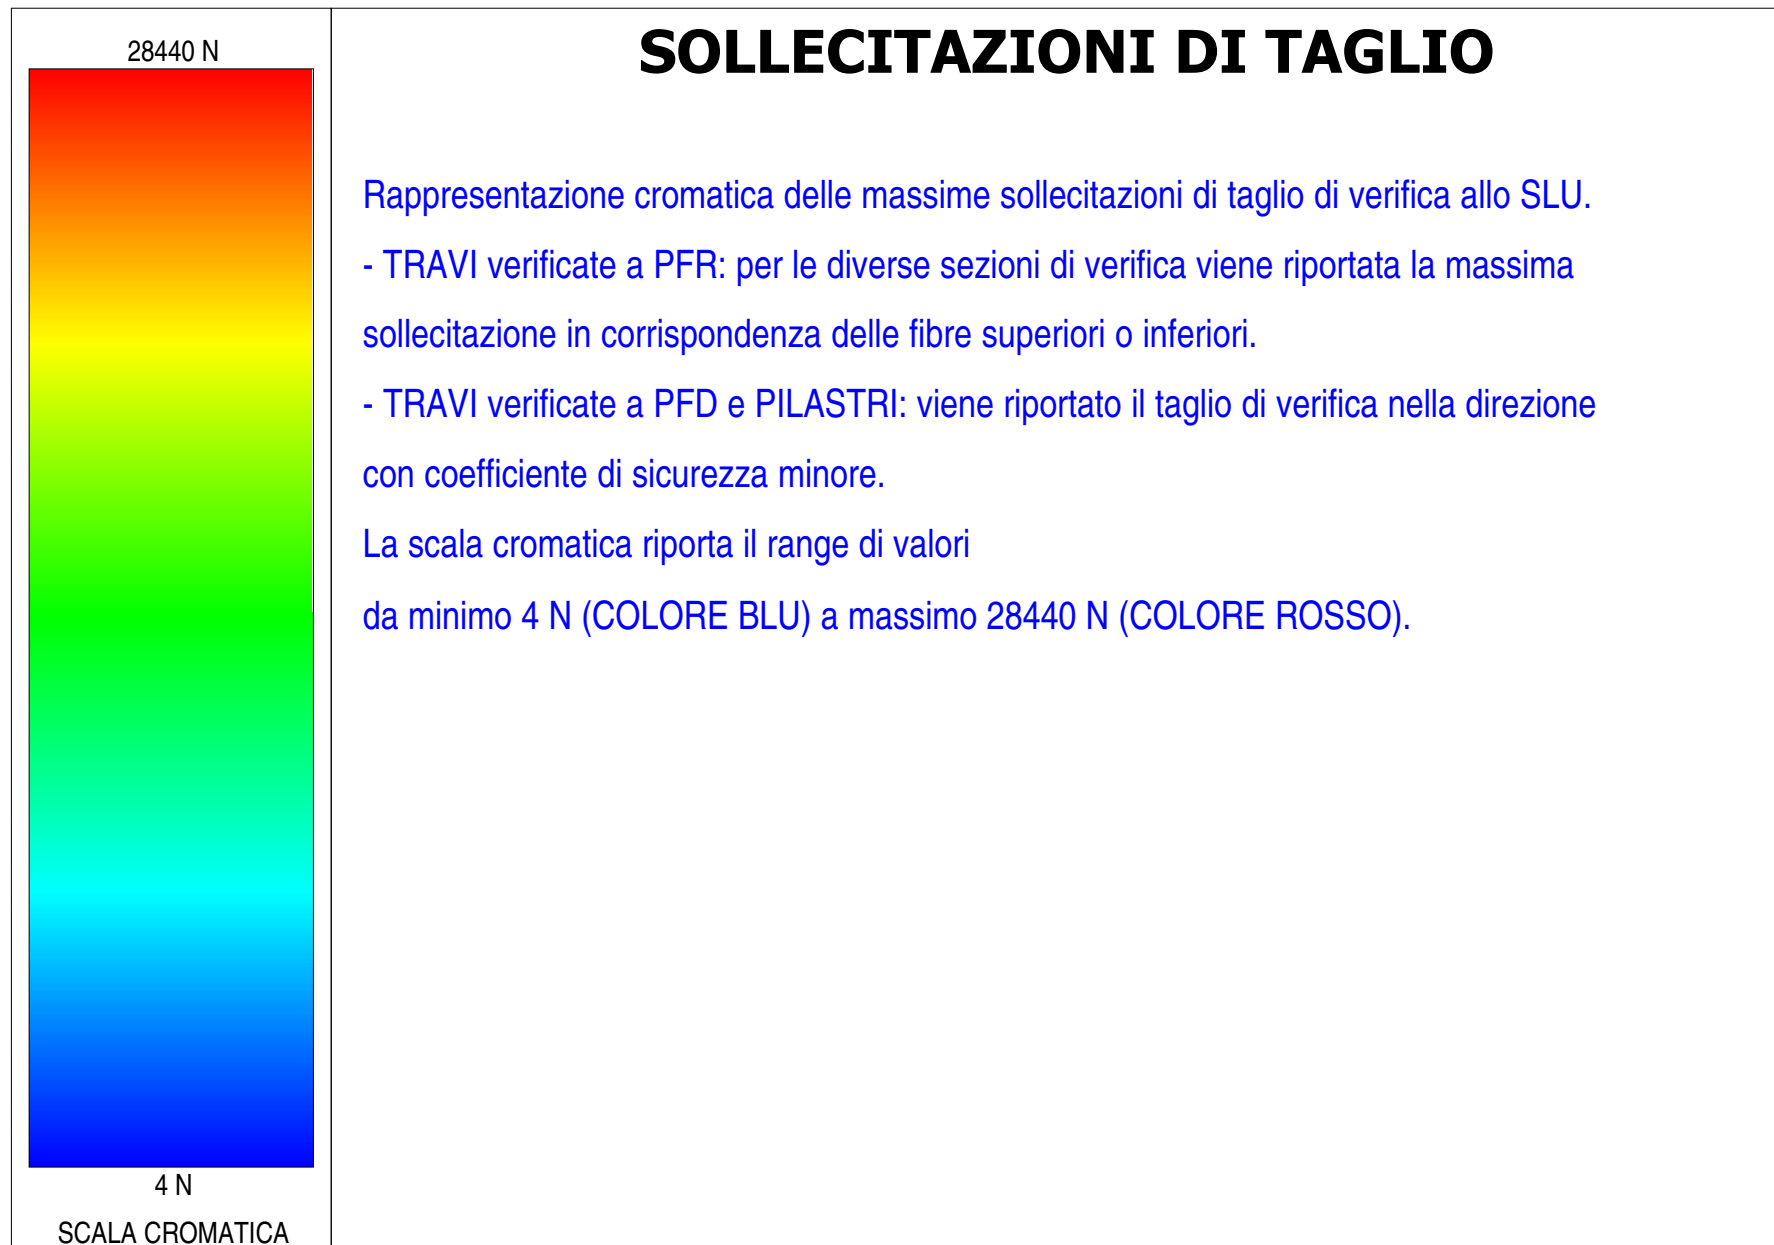 28440 N
4 N
SCALA CROMATICA
SOLLECITAZIONI DI TAGLIO
Rappresentazione cromatica delle massime sollecitazioni di taglio di verifica allo SLU.
- TRAVI verificate a PFR: per le diverse sezioni di verifica viene riportata la massima
sollecitazione in corrispondenza delle fibre superiori o inferiori.
- TRAVI verificate a PFD e PILASTRI: viene riportato il taglio di verifica nella direzione
con coefficiente di sicurezza minore.
La scala cromatica riporta il range di valori
da minimo 4 N (COLORE BLU) a massimo 28440 N (COLORE ROSSO).